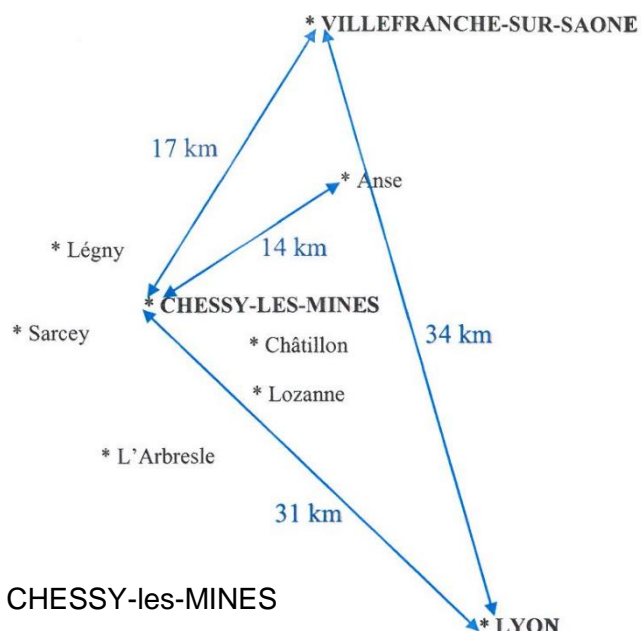 * VILLEFRANCHE-SUR-SAONE
17 km
* Anse
14 km
* Légny
* CHESSY-LES-MINES
* Sarcey
* Châtillon
34 km
* Lozanne
* L'Arbresle
31 km
CHESSY-les-MINES
* LYON